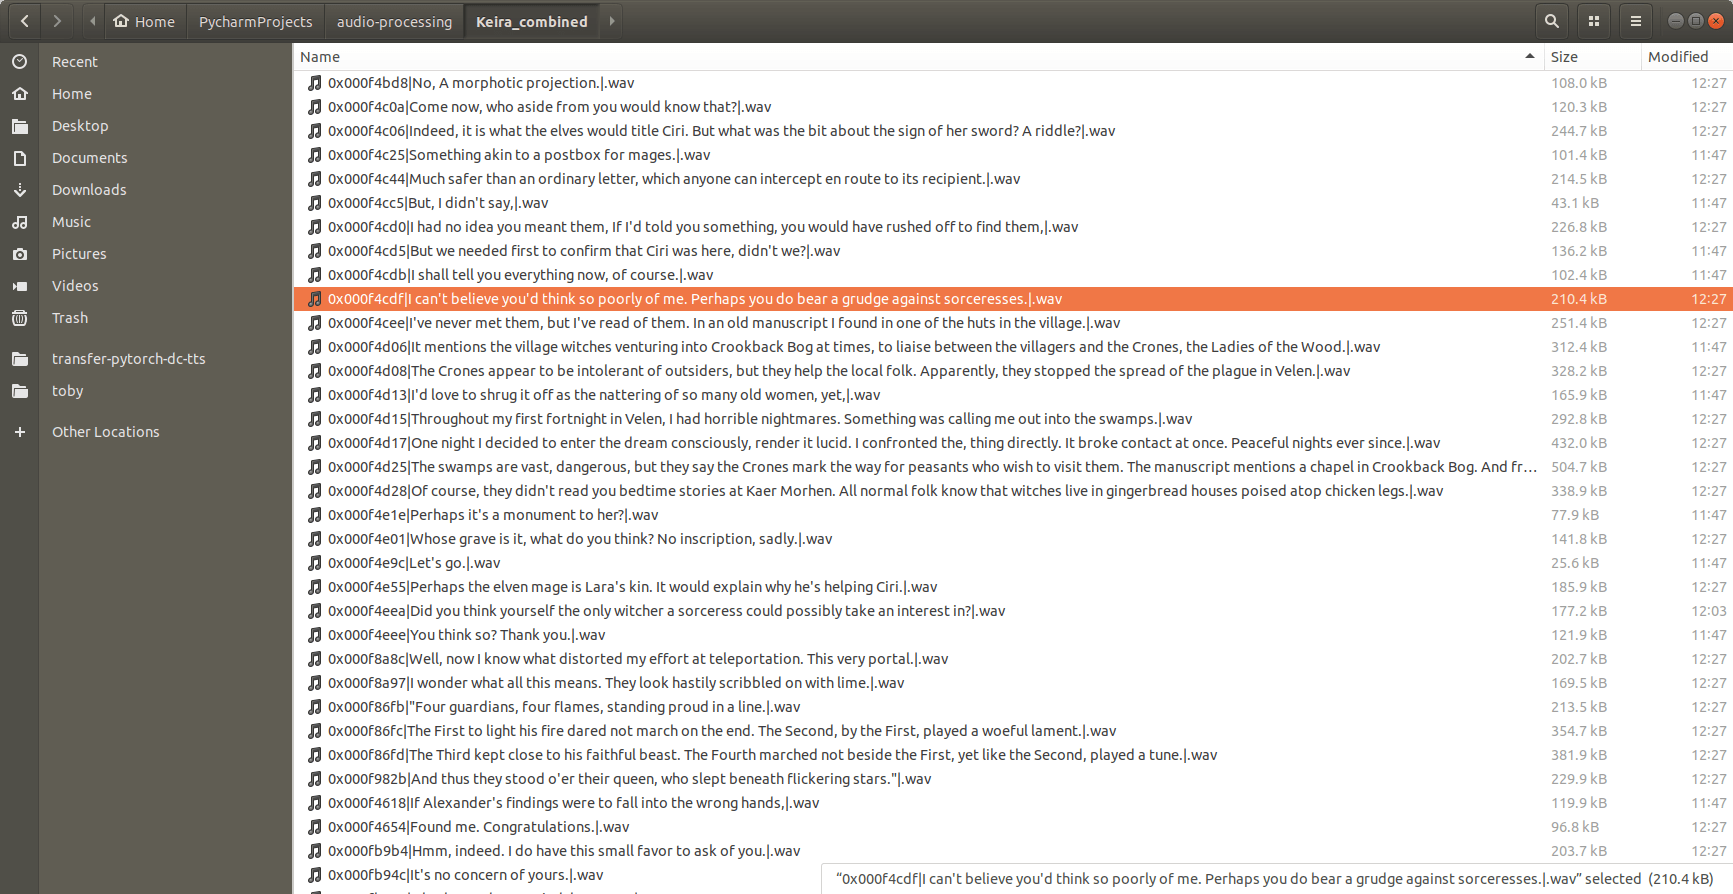 Home PycharmProjects audio-processing Keira_combined
Recent
Home
Desktop
Documents
Downloads
Music
Pictures
Videos
Trash
transfer-pytorch-dc-tts
toby
Other Locations
Name Size Modified
0x000f4bd8|No, A morphotic projection.|.wav 108.0 kB 12:27
0x000f4c0a|Come now, who aside from you would know that?|.wav 120.3 kB 12:27
0x000f4c06|Indeed, it is what the elves would title Ciri. But what was the bit about the sign of her sword? A riddle?|.wav 244.7 kB 12:27
0x000f4c25|Something akin to a postbox for mages.|.wav 101.4 kB 11:47
0x000f4c44|Much safer than an ordinary letter, which anyone can intercept en route to its recipient.|.wav 214.5 kB 12:27
0x000f4cc5|But, I didn't say,|.wav 43.1 kB 11:47
0x000f4cd0|I had no idea you meant them, If I'd told you something, you would have rushed off to find them,|.wav 226.8 kB 12:27
0x000f4cd5|But we needed first to confirm that Ciri was here, didn't we?|.wav 136.2 kB 11:47
0x000f4cdb|I shall tell you everything now, of course.|.wav 102.4 kB 11:47
0x000f4cdf|I can't believe you'd think so poorly of me. Perhaps you do bear a grudge against sorceresses.|.wav 210.4 kB 12:27
0x000f4cee|I've never met them, but I've read of them. In an old manuscript I found in one of the huts in the village.|.wav 251.4 kB 12:27
0x000f4d06|It mentions the village witches venturing into Crookback Bog at times, to liaise between the villagers and the Crones, the Ladies of the Wood.|.wav 312.4 kB 11:47
0x000f4d08|The Crones appear to be intolerant of outsiders, but they help the local folk. Apparently, they stopped the spread of the plague in Velen.|.wav 328.2 kB 12:27
0x000f4d13|I'd love to shrug it off as the nattering of so many old women, yet,|.wav 165.9 kB 11:47
0x000f4d15|Throughout my first fortnight in Velen, I had horrible nightmares. Something was calling me out into the swamps.|.wav 292.8 kB 12:27
0x000f4d17|One night I decided to enter the dream consciously, render it lucid. I confronted the, thing directly. It broke contact at once. Peaceful nights ever since.|.wav 432.0 kB 12:27
0x000f4d25|The swamps are vast, dangerous, but they say the Crones mark the way for peasants who wish to visit them. The manuscript mentions a chapel in Crookback Bog. And fr... 504.7 kB 12:27
0x000f4d28|Of course, they didn't read you bedtime stories at Kaer Morhen. All normal folk know that witches live in gingerbread houses poised atop chicken legs.|.wav 338.9 kB 12:27
0x000f4e1e|Perhaps it's a monument to her?|.wav 77.9 kB 11:47
0x000f4e01|Whose grave is it, what do you think? No inscription, sadly.|.wav 141.8 kB 12:27
0x000f4e9c|Let's go.|.wav 25.6 kB 11:47
0x000f4e55|Perhaps the elven mage is Lara's kin. It would explain why he's helping Ciri.|.wav 185.9 kB 12:27
0x000f4eea|Did you think yourself the only witcher a sorceress could possibly take an interest in?|.wav 177.2 kB 12:03
0x000f4eee|You think so? Thank you.|.wav 121.9 kB 11:47
0x000f8a8c|Well, now I know what distorted my effort at teleportation. This very portal.|.wav 202.7 kB 12:27
0x000f8a97|I wonder what all this means. They look hastily scribbled on with lime.|.wav 169.5 kB 12:27
0x000f86fb|"Four guardians, four flames, standing proud in a line.|.wav 213.5 kB 12:27
0x000f86fc|The First to light his fire dared not march on the end. The Second, by the First, played a woeful lament.|.wav 354.7 kB 12:27
0x000f86fd|The Third kept close to his faithful beast. The Fourth marched not beside the First, yet like the Second, played a tune.|.wav 381.9 kB 12:27
0x000f982b|And thus they stood o'er their queen, who slept beneath flickering stars."|.wav 229.9 kB 12:27
0x000f4618|If Alexander's findings were to fall into the wrong hands,|.wav 119.9 kB 11:47
0x000f4654|Found me. Congratulations.|.wav 96.8 kB 12:27
0x000fb9b4|Hmm, indeed. I do have this small favor to ask of you.|.wav 203.7 kB 12:27
0x000fb94c|It's no concern of yours.|.wav
“0x000f4cdf|I can't believe you'd think so poorly of me. Perhaps you do bear a grudge against sorceresses.|.wav” selected (210.4 kB)